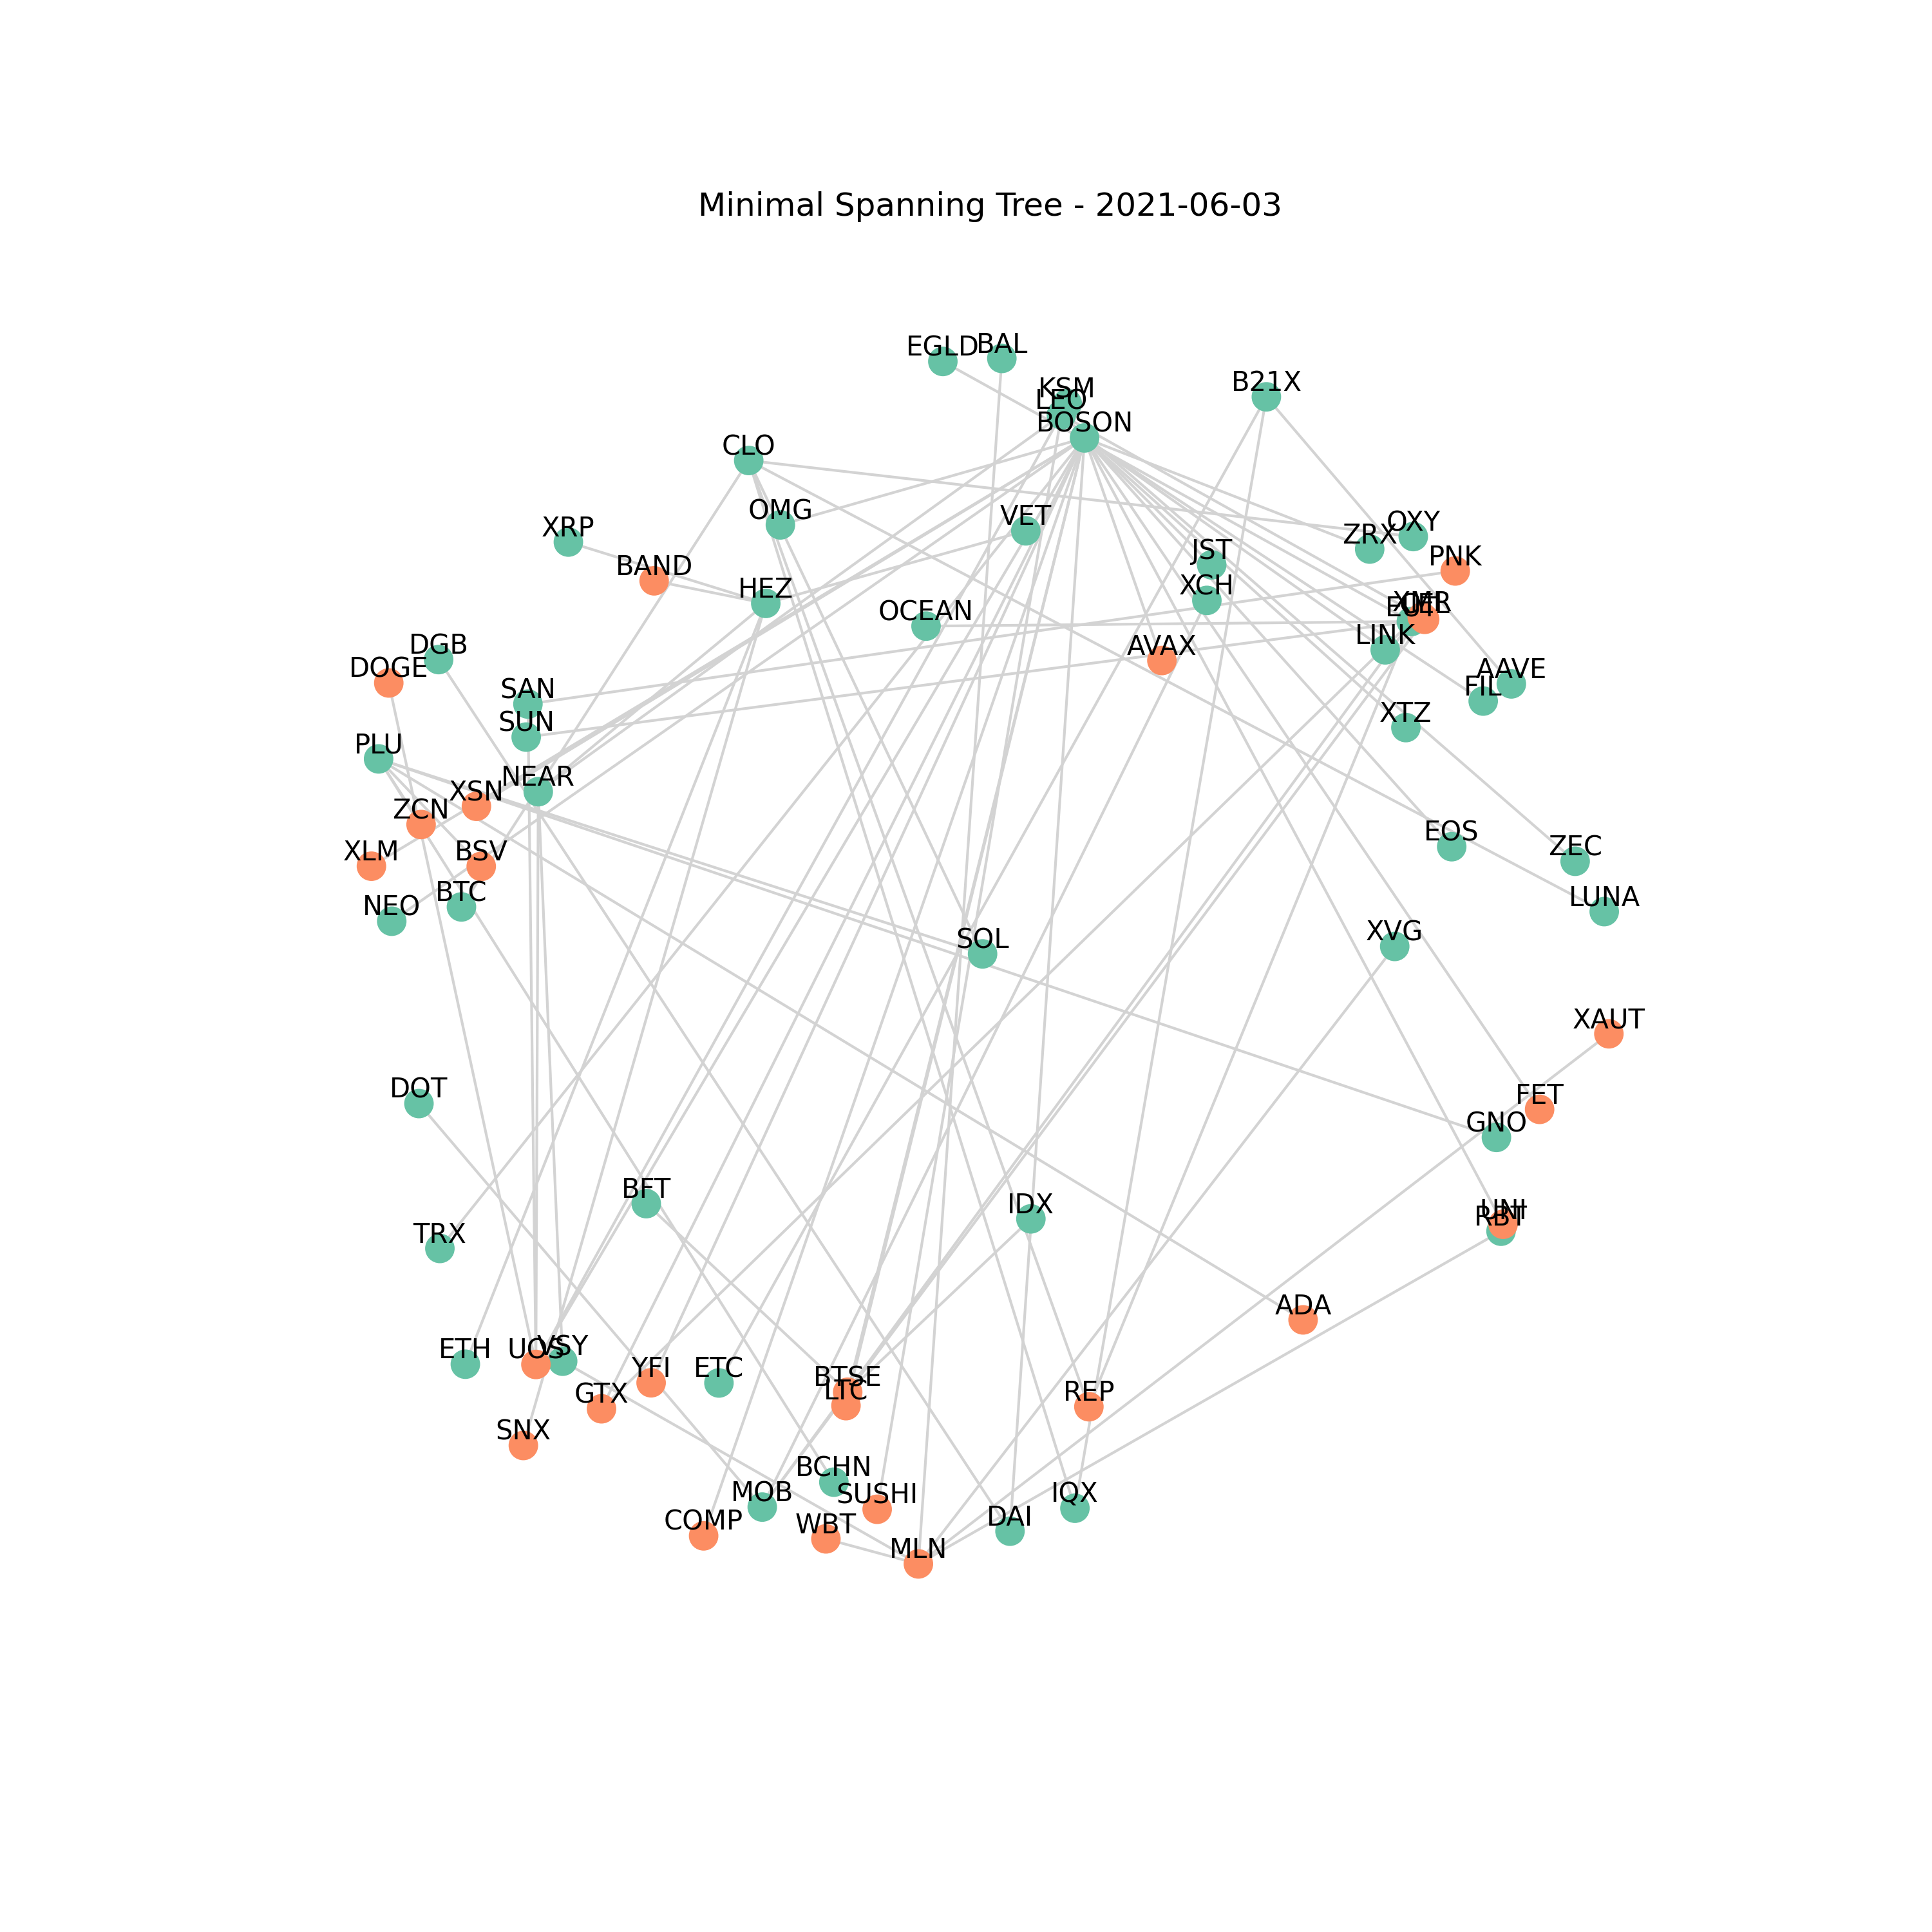 Minimal Spanning Tree - 2021-06-03
EGLD
BAL
KSM
LEO
B21X
BOSON
CLO
OMG
VET
XRP
OXY
ZRX
BAND
JST
PNK
HEZ
XCH
XMR
OCEAN
LINK
AVAX
DGB
DOGE
AAVE
FIL
SAN
SUN
XTZ
PLU
NEAR
XSN
ZCN
EOS
XLM
BSV
ZEC
BTC
NEO
LUNA
SOL
XVG
XAUT
DOT
FET
GNO
BFT
IDX
UNI
RBT
TRX
ADA
ETH
UOS
VSY
YFI
ETC
BTSE
LTC
GTX
REP
SNX
BCHN
MOB
SUSHI
IQX
COMP
WBT
DAI
MLN